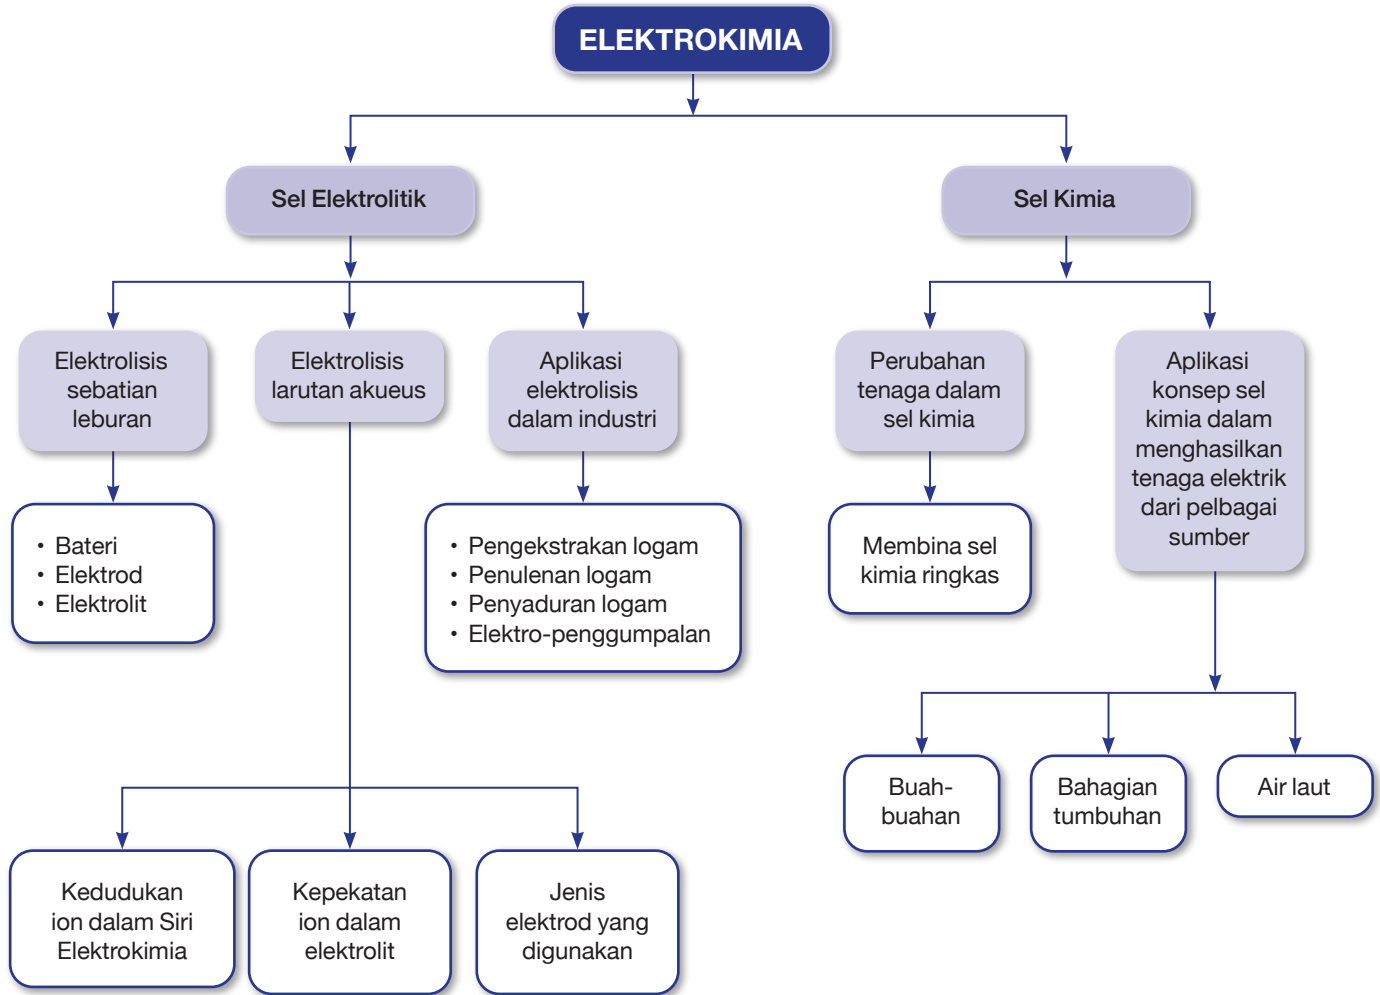 ELEKTROKIMIA
Sel Elektrolitik
Sel Kimia
Elektrolisis
sebatian
leburan
Elektrolisis
larutan akueus
Aplikasi
elektrolisis
dalam industri
Perubahan
tenaga dalam
sel kimia
Aplikasi
konsep sel
kimia dalam
menghasilkan
tenaga elektrik
dari pelbagai
sumber
• Bateri
• Elektrod
• Elektrolit
• Pengekstrakan logam
• Penulenan logam
• Penyaduran logam
• Elektro-penggumpalan
Membina sel
kimia ringkas
Buah-
buahan
Bahagian
tumbuhan
Air laut
Kedudukan
ion dalam Siri
Elektrokimia
Kepekatan
ion dalam
elektrolit
Jenis
elektrod yang
digunakan